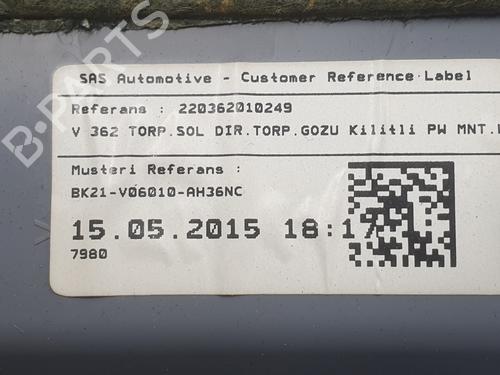 B-PARTS
SAS Automotive - Customer Reference Label
Referans : 220362010249
V 362 TORP.SOL DIR.TORP.GOZU Kilitli PW MNT.
Musteri Referans :
BK21-V06010-AH36NC
15.05.2015 18:17
7980